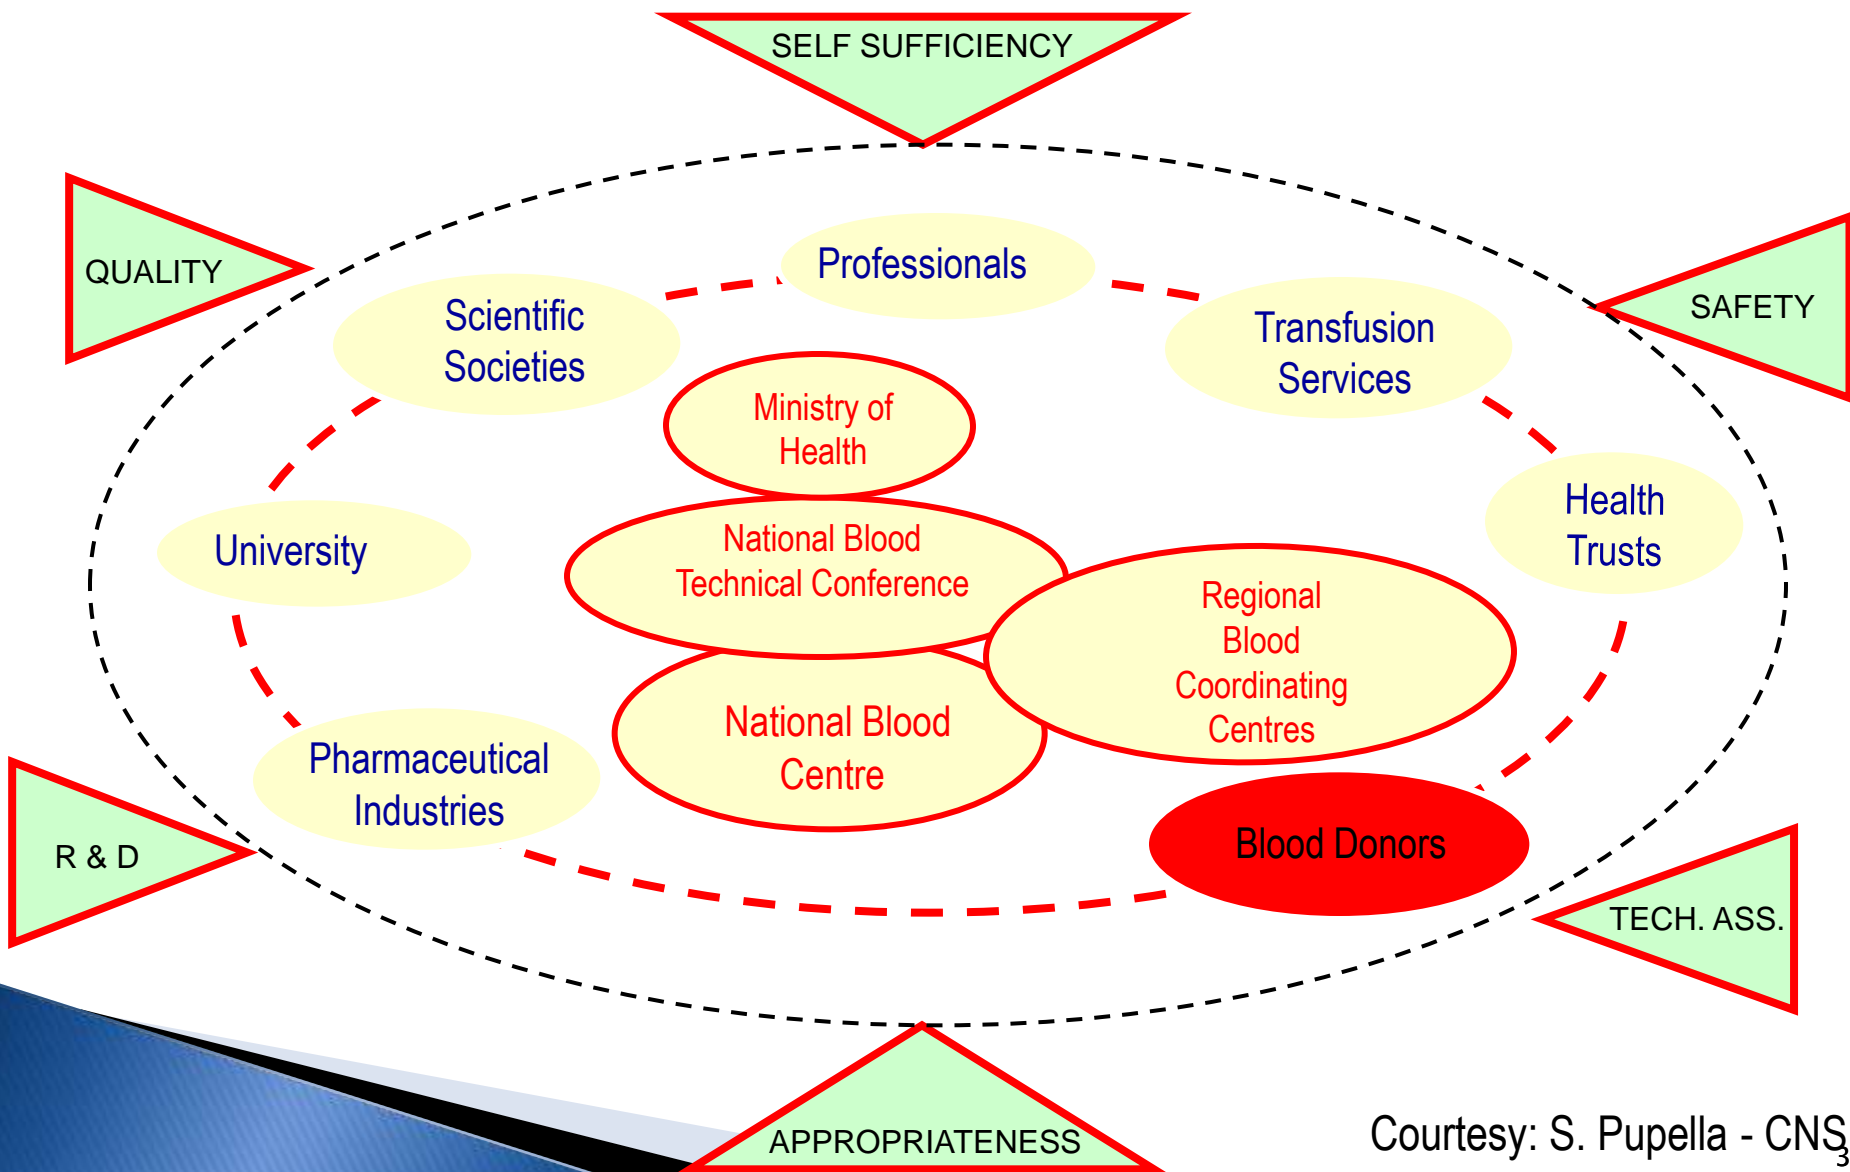 SELF SUFFICIENCY
QUALITY
Professionals
SAFETY
Scientific
Societies
Transfusion
Services
Ministry of
Health
Health
Trusts
University
National Blood
Technical Conference
Regional
Blood
Coordinating
Centres
National Blood
Centre
Pharmaceutical
Industries
Blood Donors
R & D
TECH. ASS.
APPROPRIATENESS
Courtesy: S. Pupella - CNS
3